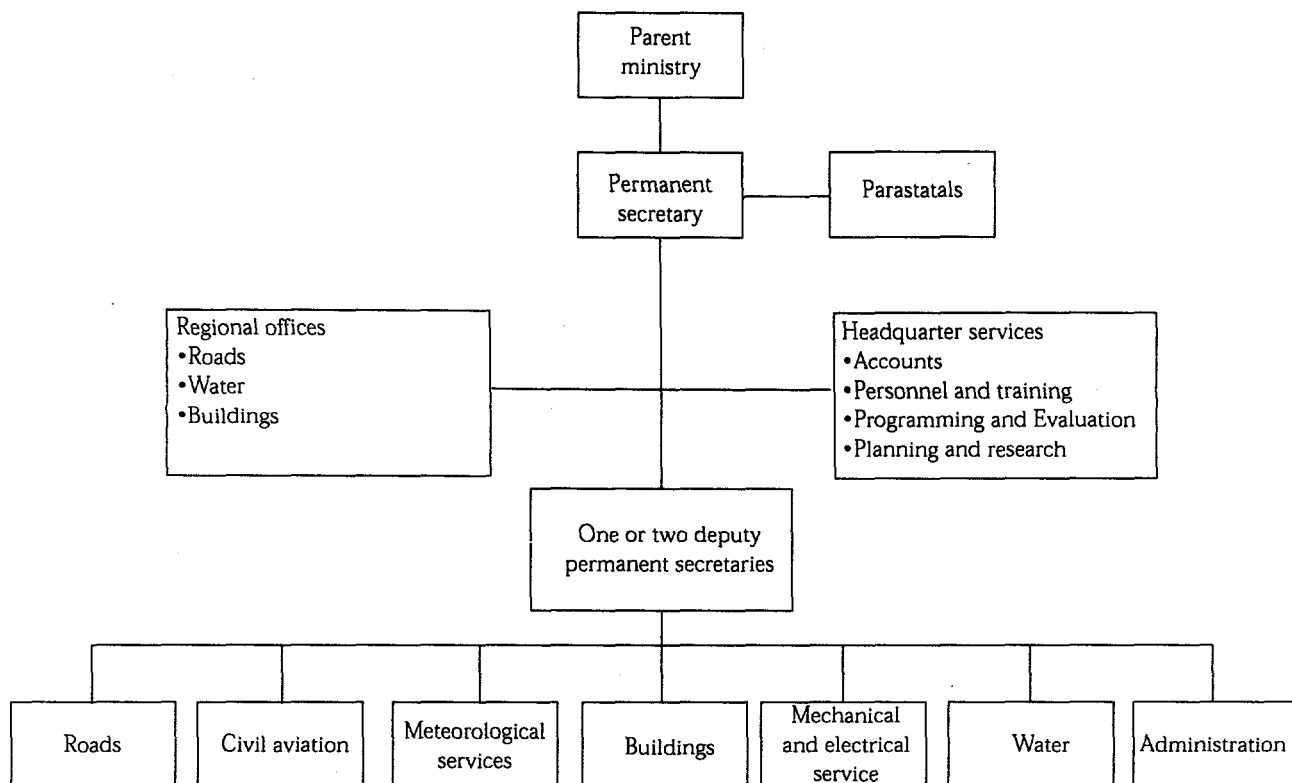 Parent
ministry
Permanent
secretary
Parastatals
Regional offices
•Roads
•Water
•Buildings
Headquarter services
•Accounts
•Personnel and training
•Programming and Evaluation
•Planning and research
One or two deputy
permanent secretaries
Roads
Civil aviation
Meteorological
services
Buildings
Mechanical
and electrical
service
Water
Administration